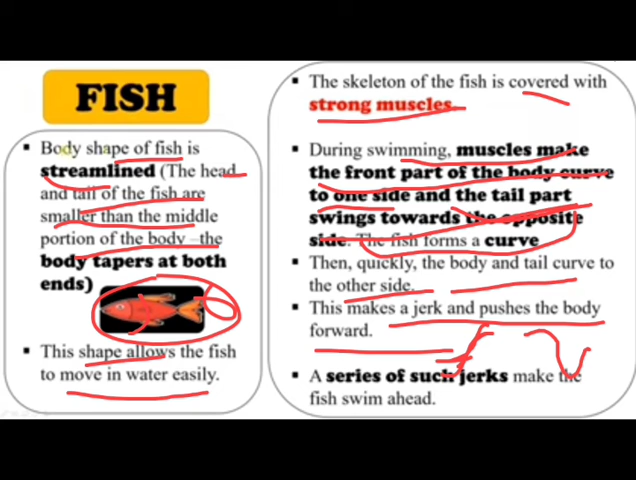 FISH
▪ Body shape of fish is
streamlined (The head
and tail of the fish are
smaller than the middle
portion of the body –the
body tapers at both
ends)
▪ This shape allows the fish
to move in water easily.
▪ The skeleton of the fish is covered with
strong muscles.
▪ During swimming, muscles make
the front part of the body curve
to one side and the tail part
swings towards the opposite
side. The fish forms a curve
▪ Then, quickly, the body and tail curve to
the other side.
▪ This makes a jerk and pushes the body
forward.
▪ A series of such jerks make the
fish swim ahead.